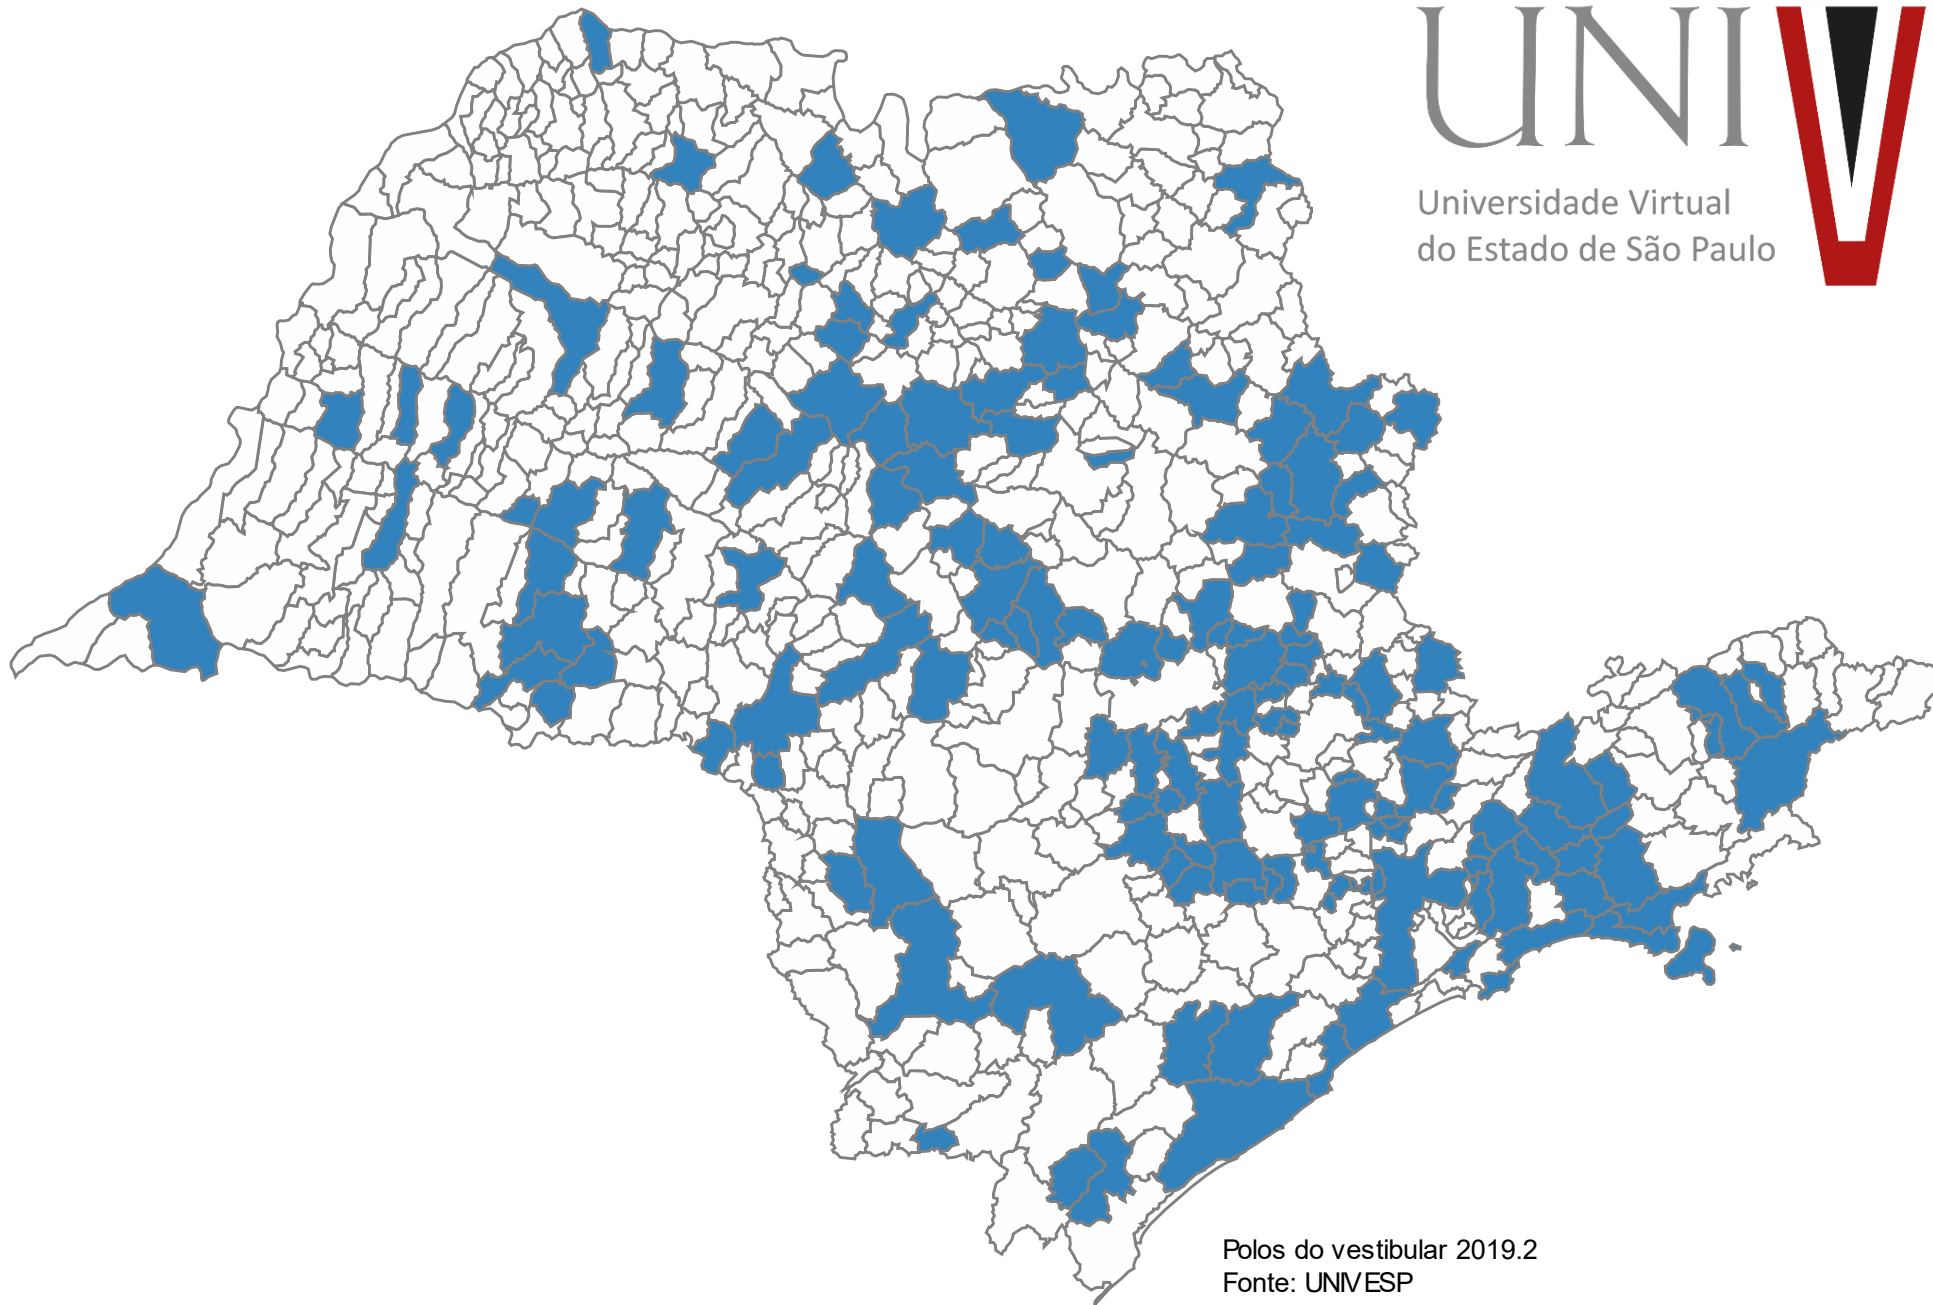 UNIV
Universidade Virtual
do Estado de São Paulo
Polos do vestibular 2019.2
Fonte: UNIVESP